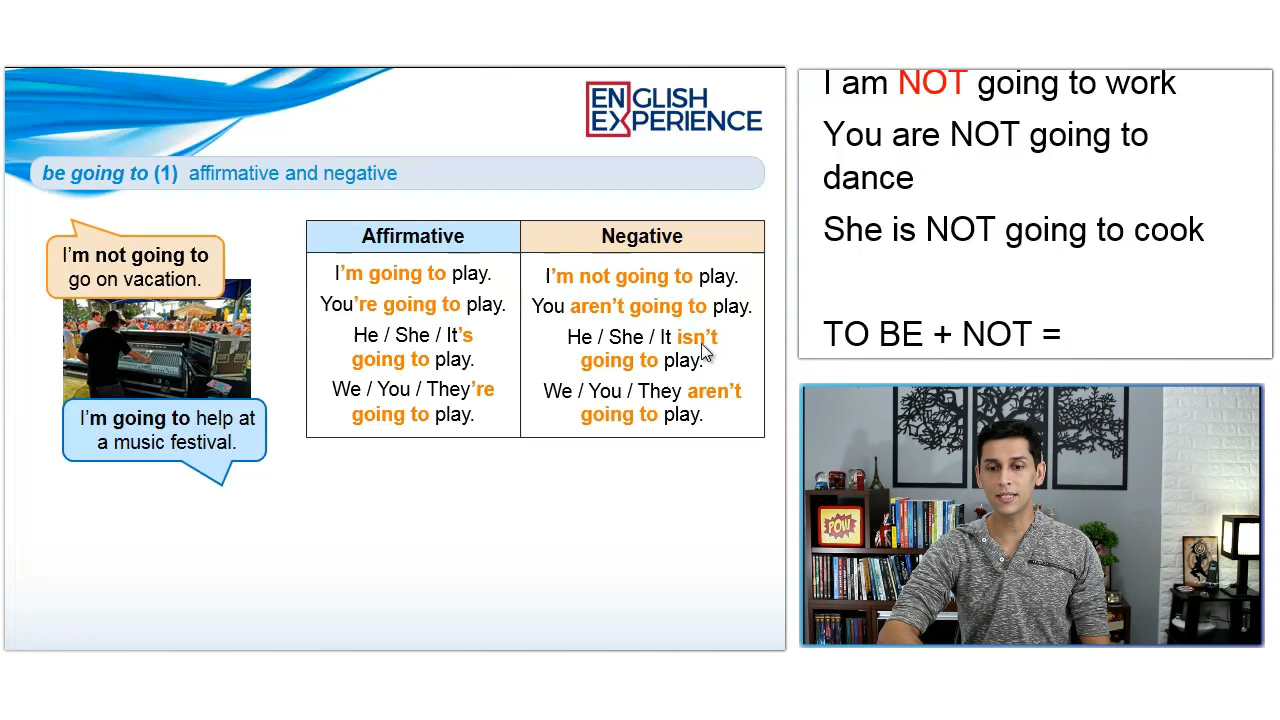 ENGLISH
EXPERIENCE
be going to (1) affirmative and negative
I'm not going to
go on vacation.
I'm going to help at
a music festival.
Affirmative
I'm going to play.
You're going to play.
He / She / It's
going to play.
We / You / They're
going to play.
Negative
I'm not going to play.
You aren't going to play.
He / She / It isn't
going to play.
We / You / They aren't
going to play.
I am NOT going to work
You are NOT going to
dance
She is NOT going to cook
TO BE + NOT =
POW